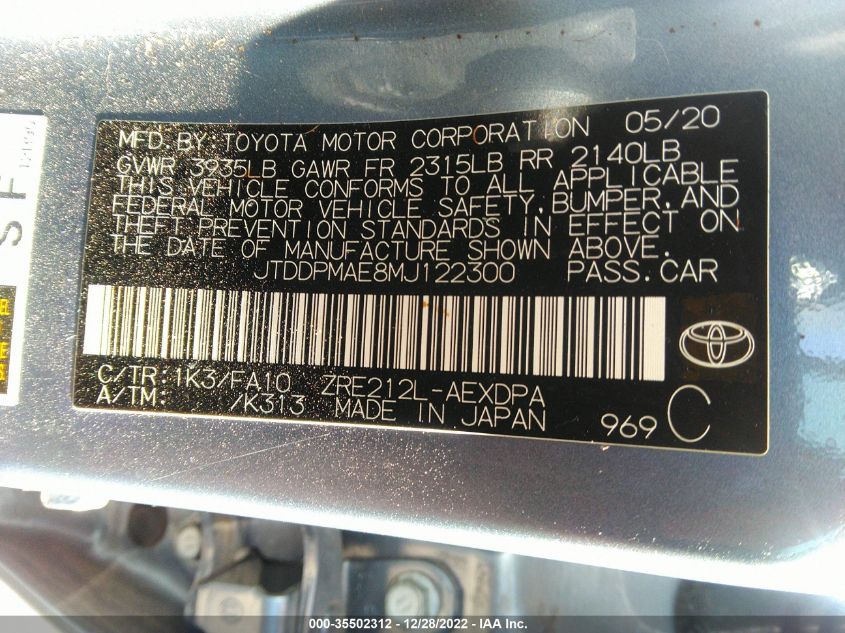 MFD.BY:TOYOTA MOTOR CORPORATION 05/20
GVWR 3935LB GAWR FR 2315LB RR 2140LB
THIS VEHICLE CONFORMS TO ALL APPLICABLE
FEDERAL MOTOR VEHICLE SAFETY,BUMPER,AND
THEFT PREVENTION STANDARDS IN EFFECT ON
THE DATE OF MANUFACTURE SHOWN ABOVE.
JTDDPMAE8MJ122300 PASS.CAR
C/TR:1K3/FA10 ZRE212L-AEXDPA
A/TM: /K313 MADE IN JAPAN 969 C
000-35502312 - 12/28/2022 - IAA Inc.